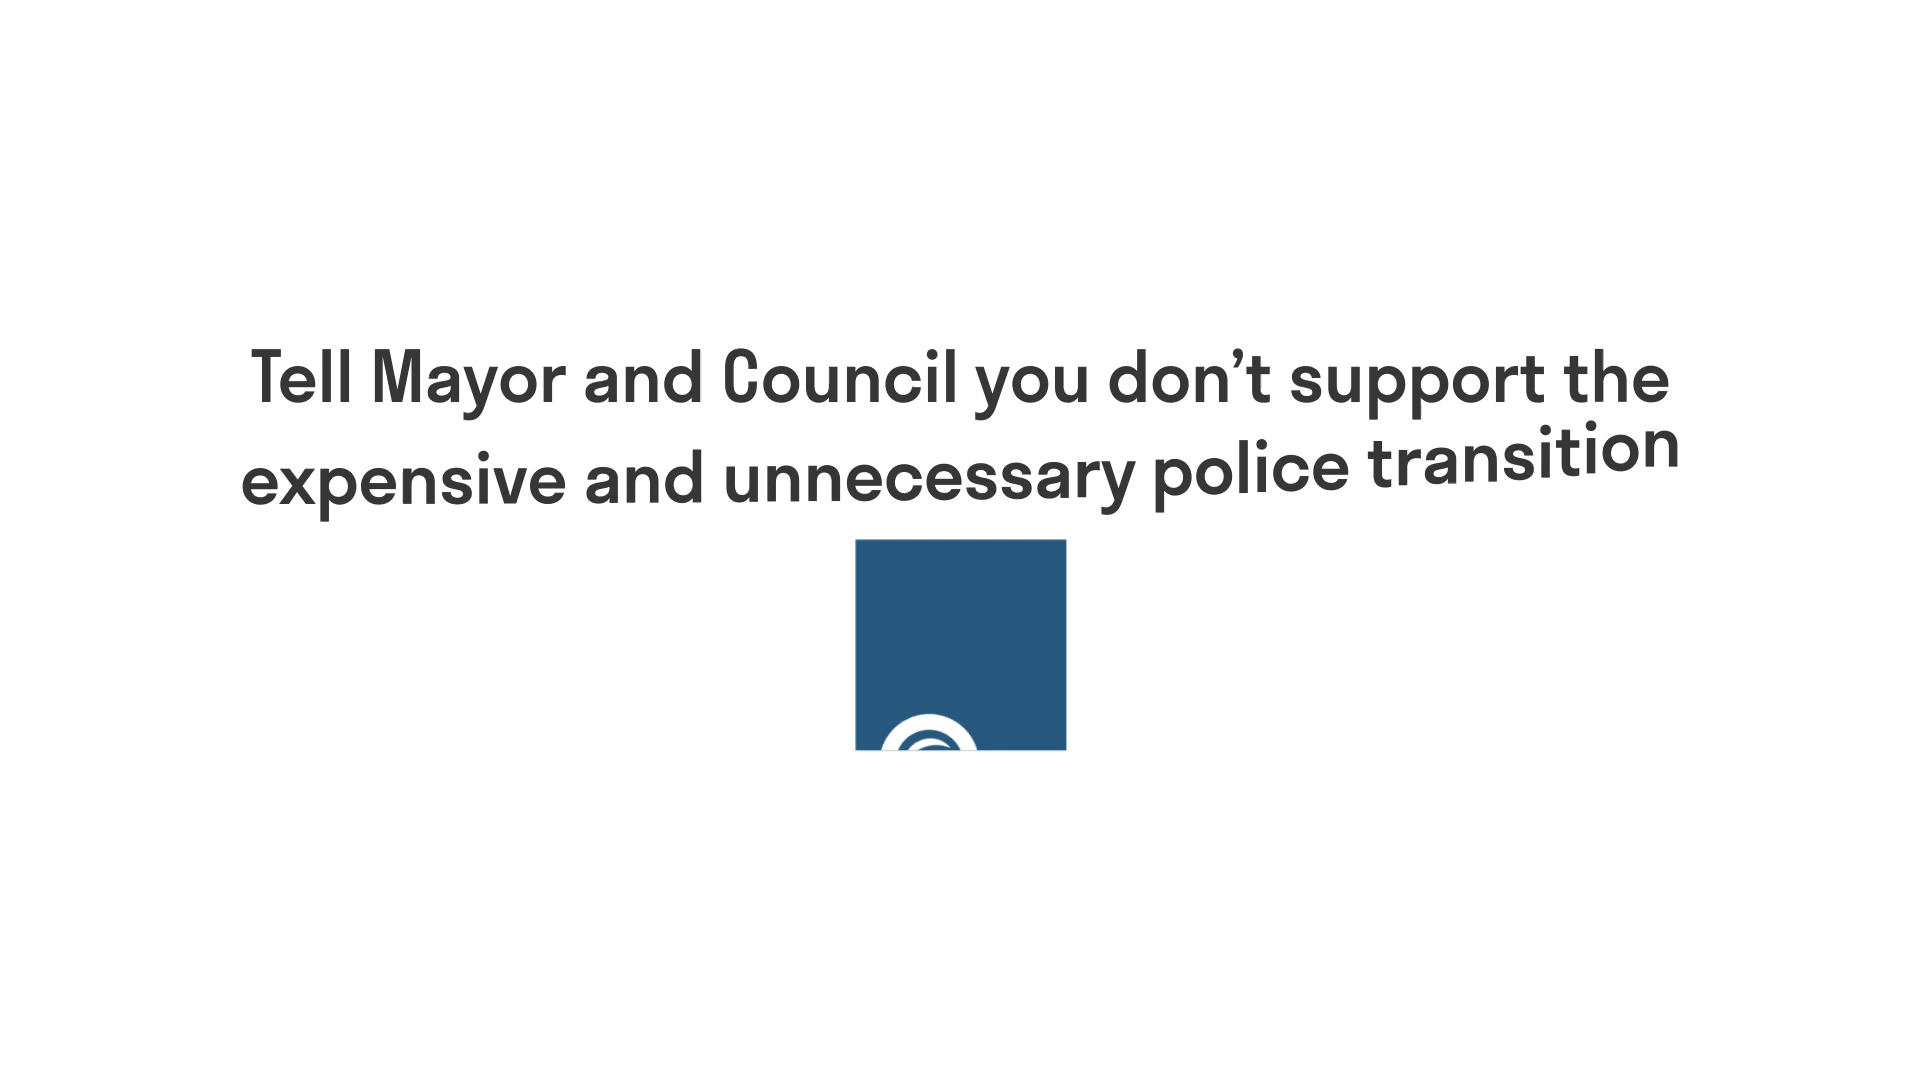 Tell Mayor and Council you don’t support the
expensive and unnecessary police transition